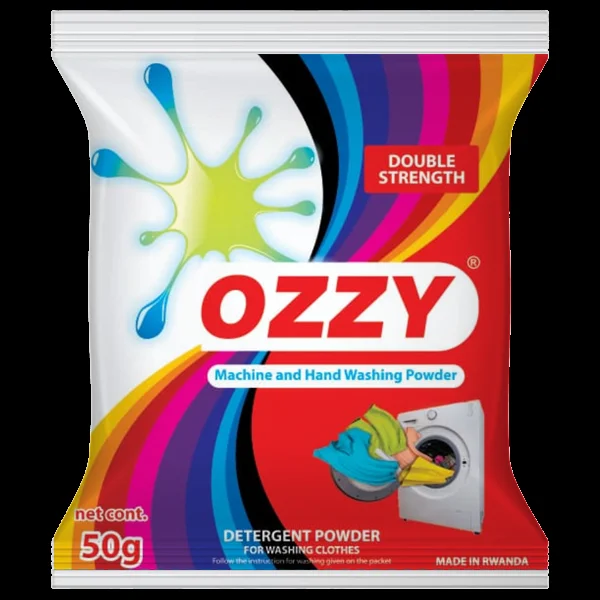 DOUBLE
STRENGTH
OZZY®
Machine and Hand Washing Powder
net cont.
50g
DETERGENT POWDER
FOR WASHING CLOTHES
Follow the instruction for washing given on the packet
MADE IN RWANDA